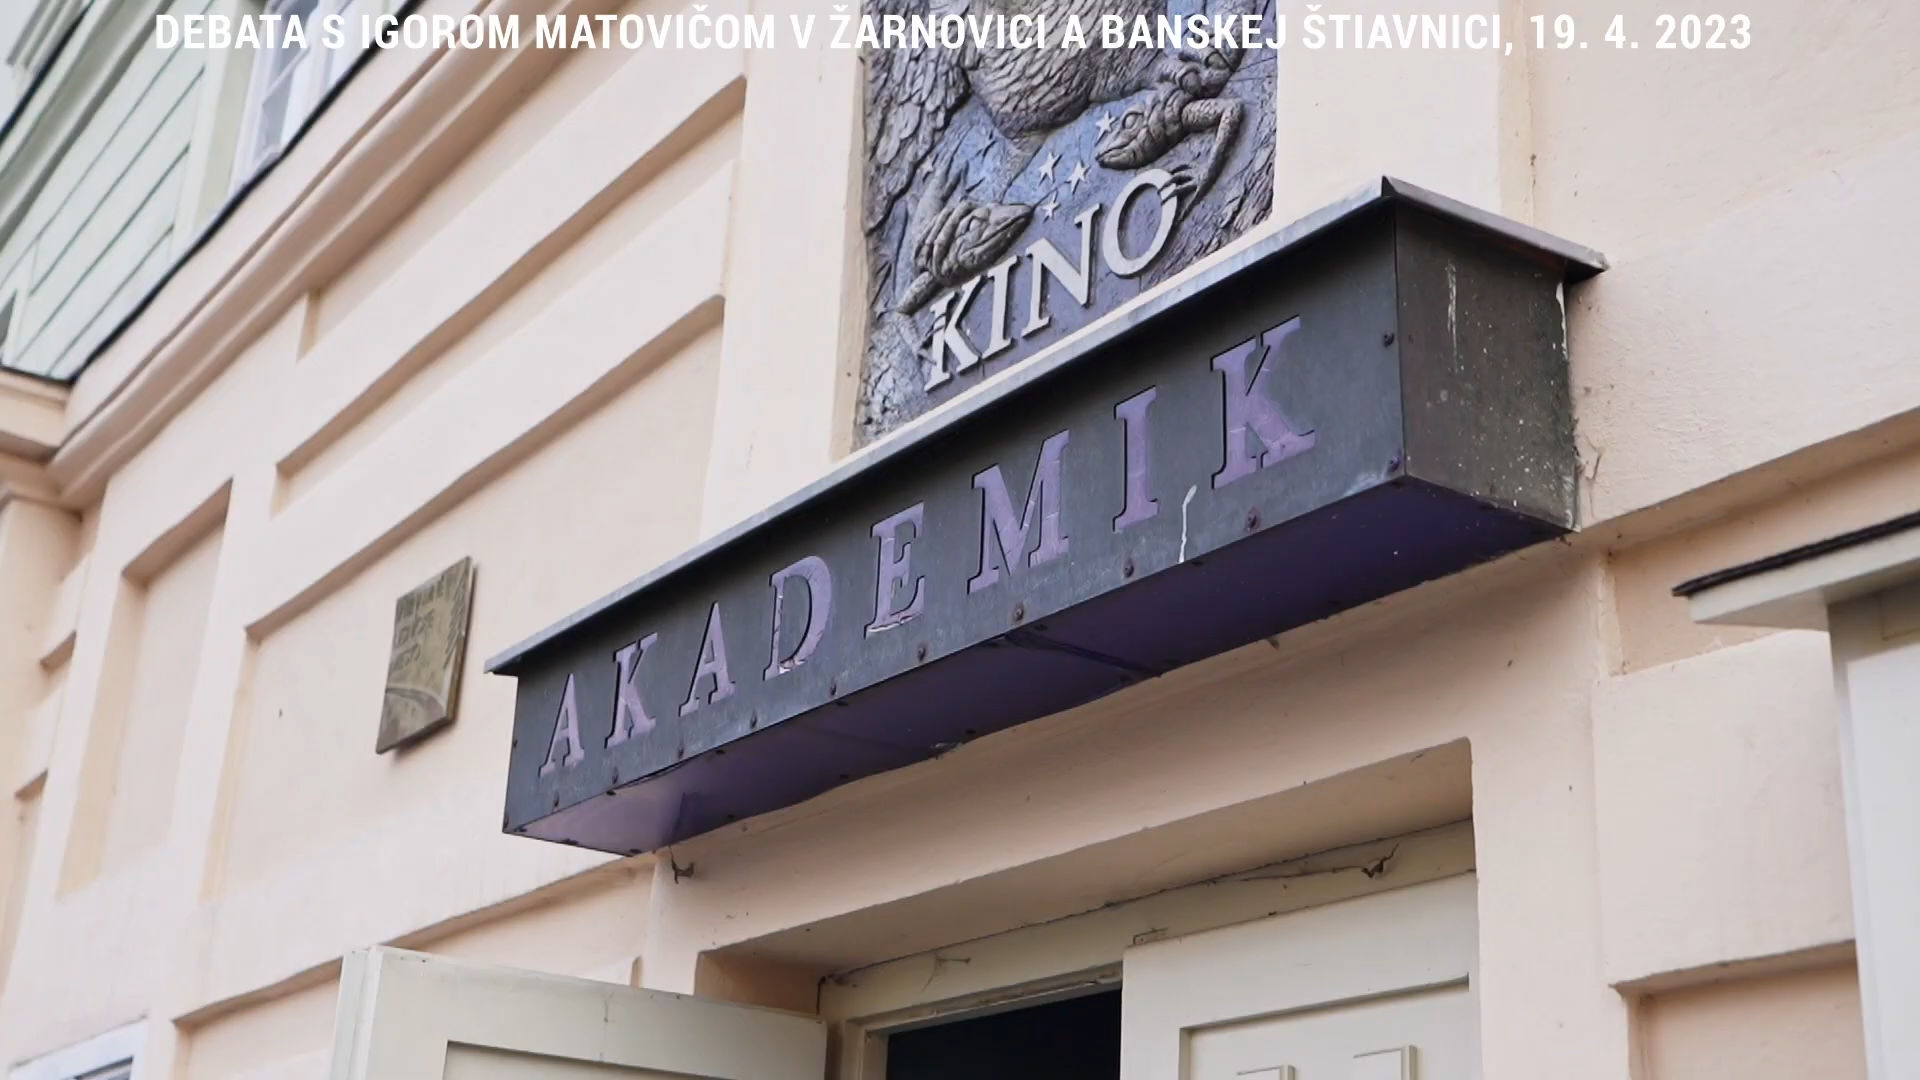 DEBATA S IGOROM MATOVIČOM V ŽARNOVICI A BANSKEJ ŠTIAVNICI, 19. 4. 2023
KINO
AKADEMIK